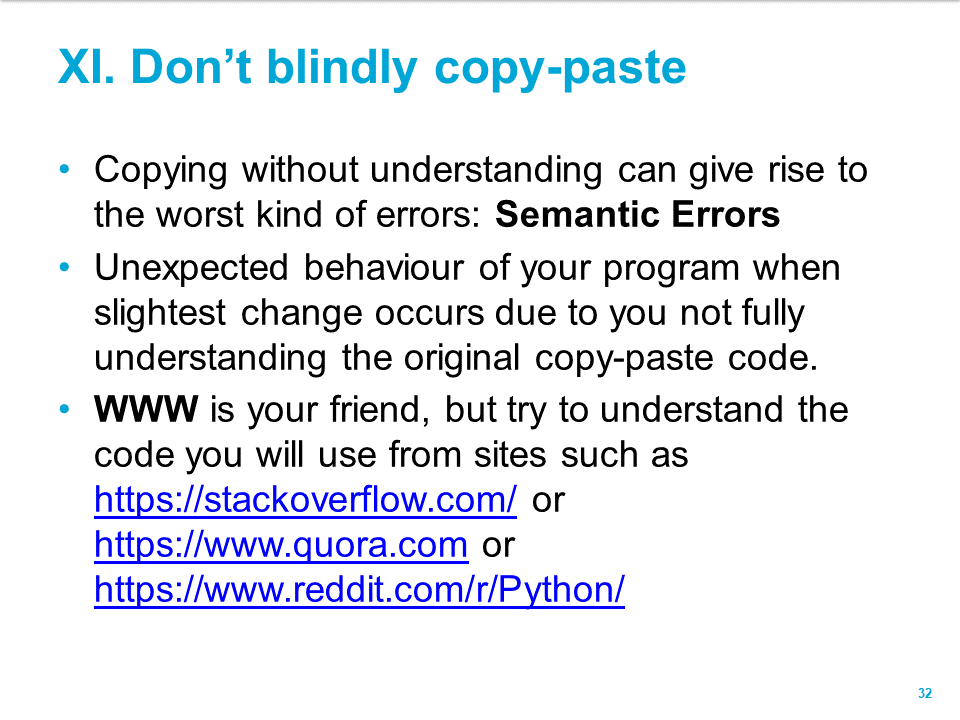 XI. Don’t blindly copy-paste
• Copying without understanding can give rise to
the worst kind of errors: Semantic Errors
• Unexpected behaviour of your program when
slightest change occurs due to you not fully
understanding the original copy-paste code.
• WWW is your friend, but try to understand the
code you will use from sites such as
https://stackoverflow.com/ or
https://www.quora.com or
https://www.reddit.com/r/Python/
32